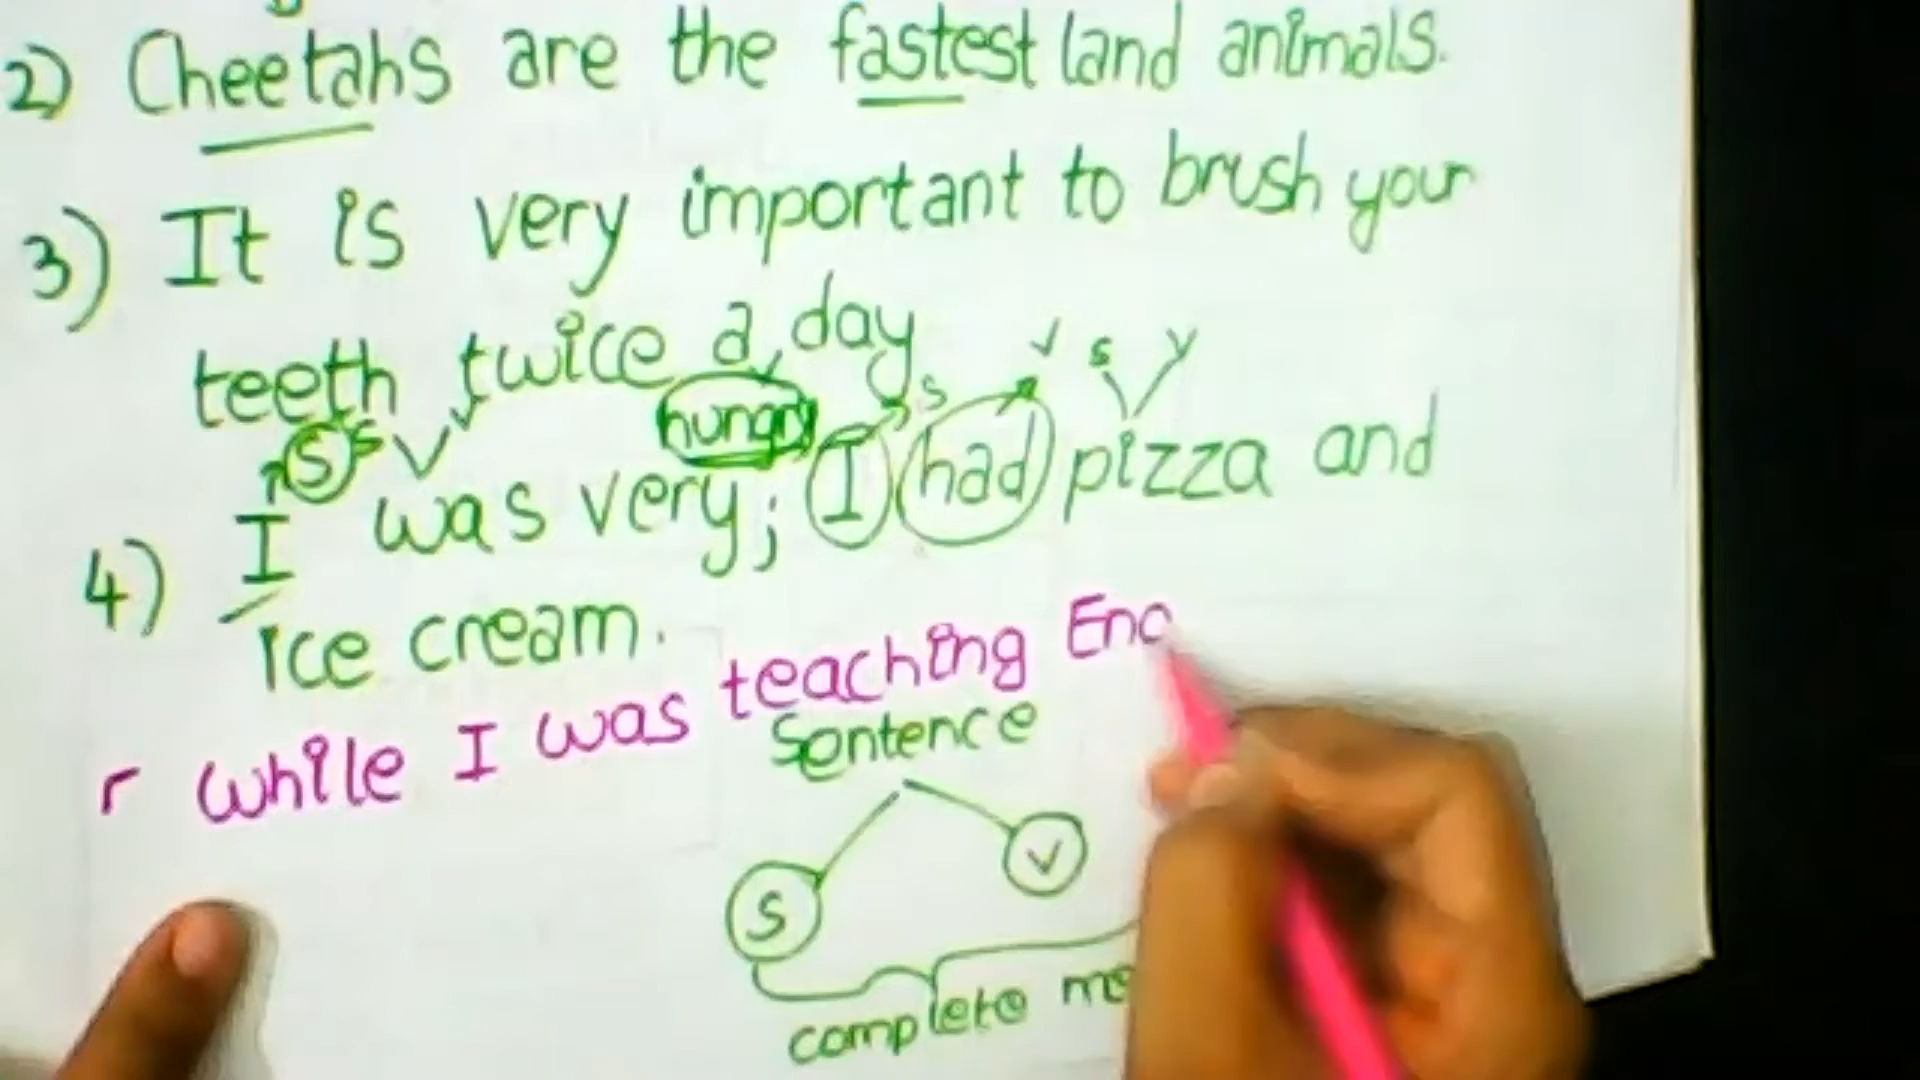 2) Cheetahs are the fastest land animals.
3) It is very important to brush your
teeth twice a day
S V
S S V hungry S V
4) I was very; I had pizza and
ice cream.
r while I was teaching Eng
Sentence
S V
complete me